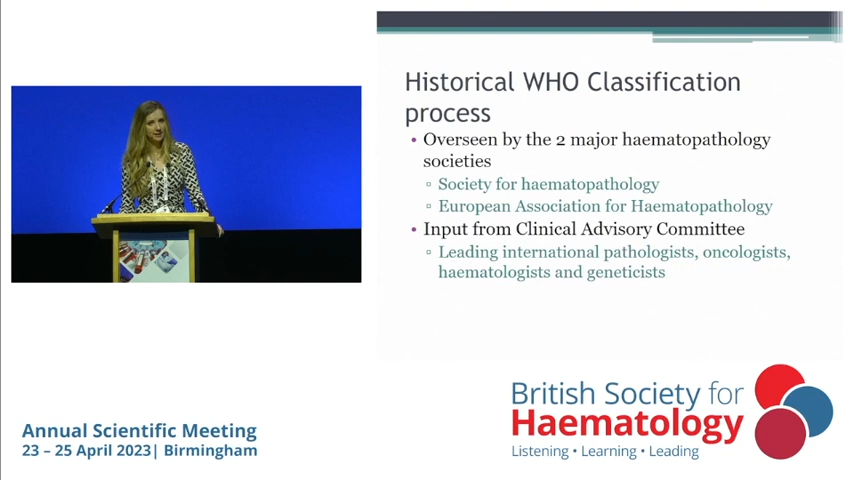 Historical WHO Classification
process
• Overseen by the 2 major haematopathology
societies
▫ Society for haematopathology
▫ European Association for Haematopathology
• Input from Clinical Advisory Committee
▫ Leading international pathologists, oncologists,
haematologists and geneticists
British Society for
Haematology
Listening • Learning • Leading
Annual Scientific Meeting
23 – 25 April 2023| Birmingham